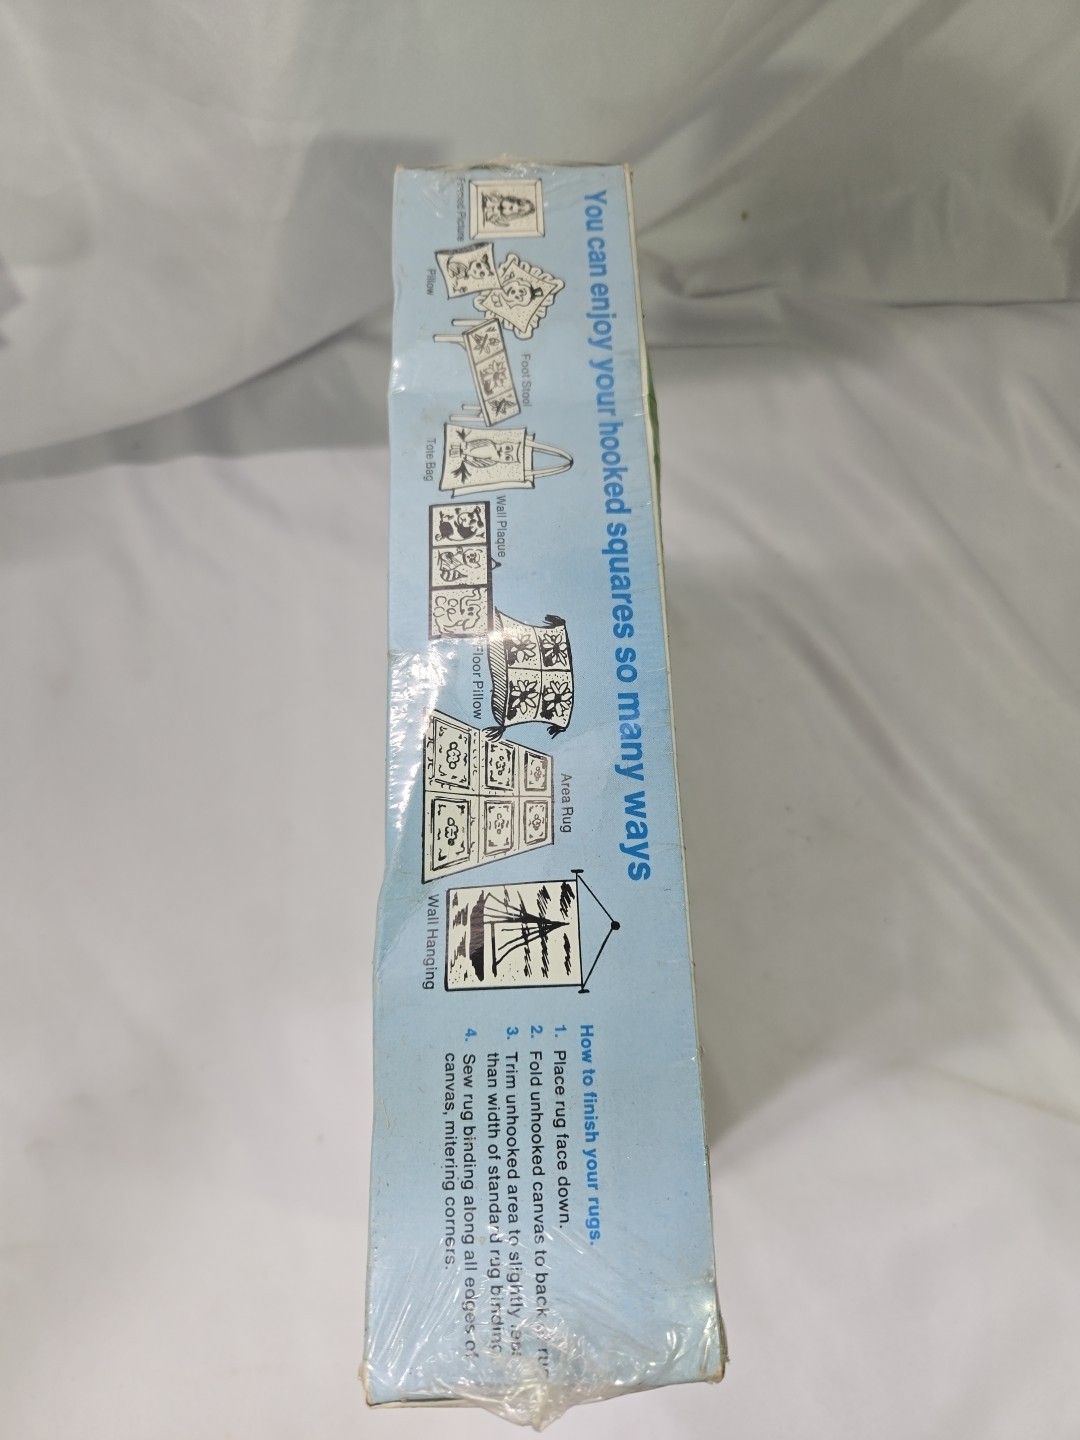 You can enjoy your hooked squares so many ways
Framed Picture
Pillow
Foot Stool
Tote Bag
Wall Plaque
Floor Pillow
Area Rug
Wall Hanging
How to finish your rugs.
1. Place rug face down.
2. Fold unhooked canvas to back
3. Trim unhooked area to slightly
than width of standard rug binding
4. Sew rug binding along all edges of
canvas, mitering corners.